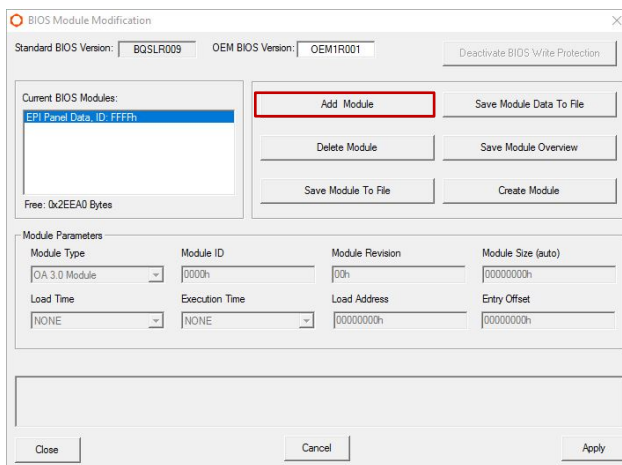 BIOS Module Modification
Standard BIOS Version: BQSLR009 OEM BIOS Version: OEM1R001 Deactivate BIOS Write Protection
Current BIOS Modules:
EPI Panel Data, ID: FFFFh
Free: 0x2EEA0 Bytes
Add Module Save Module Data To File
Delete Module Save Module Overview
Save Module To File Create Module
Module Parameters
Module Type Module ID Module Revision Module Size (auto)
OA 3.0 Module 0000h 00h 00000000h
Load Time Execution Time Load Address Entry Offset
NONE NONE 00000000h 00000000h
Close Cancel Apply